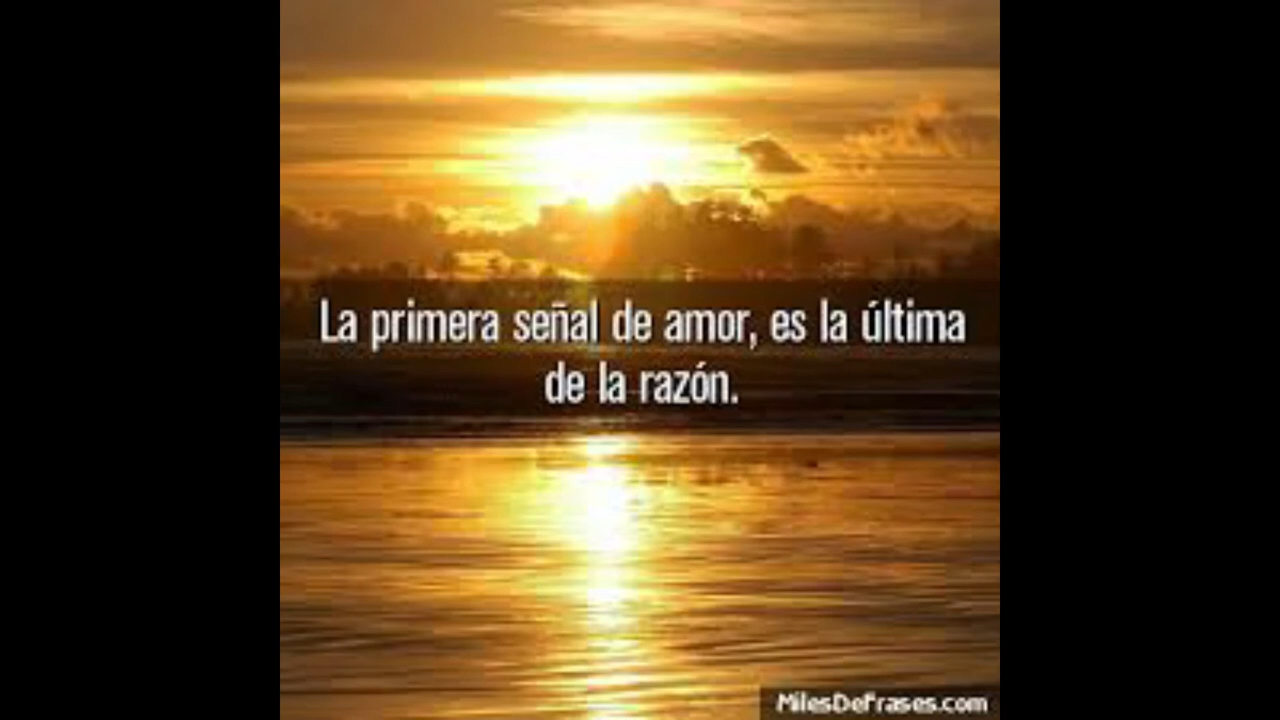 La primera señal de amor, es la última
de la razón.
MilesDeFrases.com